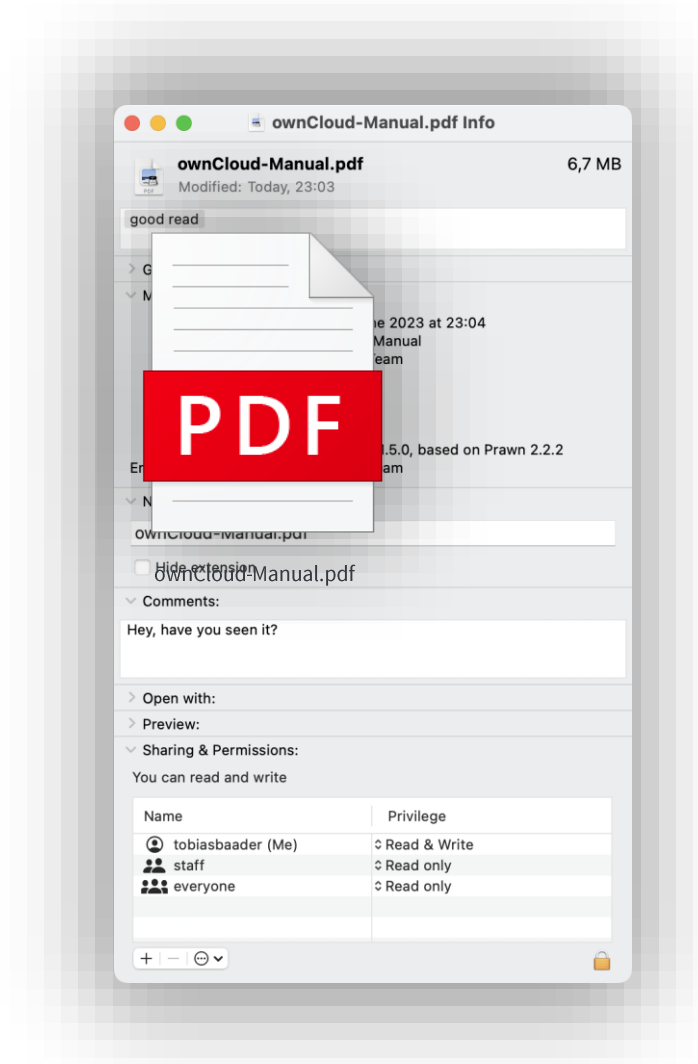 ownCloud-Manual.pdf Info
ownCloud-Manual.pdf 6,7 MB
Modified: Today, 23:03
good read
2023 at 23:04
Manual
PDF
.5.0, based on Prawn 2.2.2
ownCloud-Manual.pdf
Hide extension
ownCloud-Manual.pdf
Comments:
Hey, have you seen it?
Open with:
Preview:
Sharing & Permissions:
You can read and write
Name Privilege
tobiasbaader (Me) Read & Write
staff Read only
everyone Read only